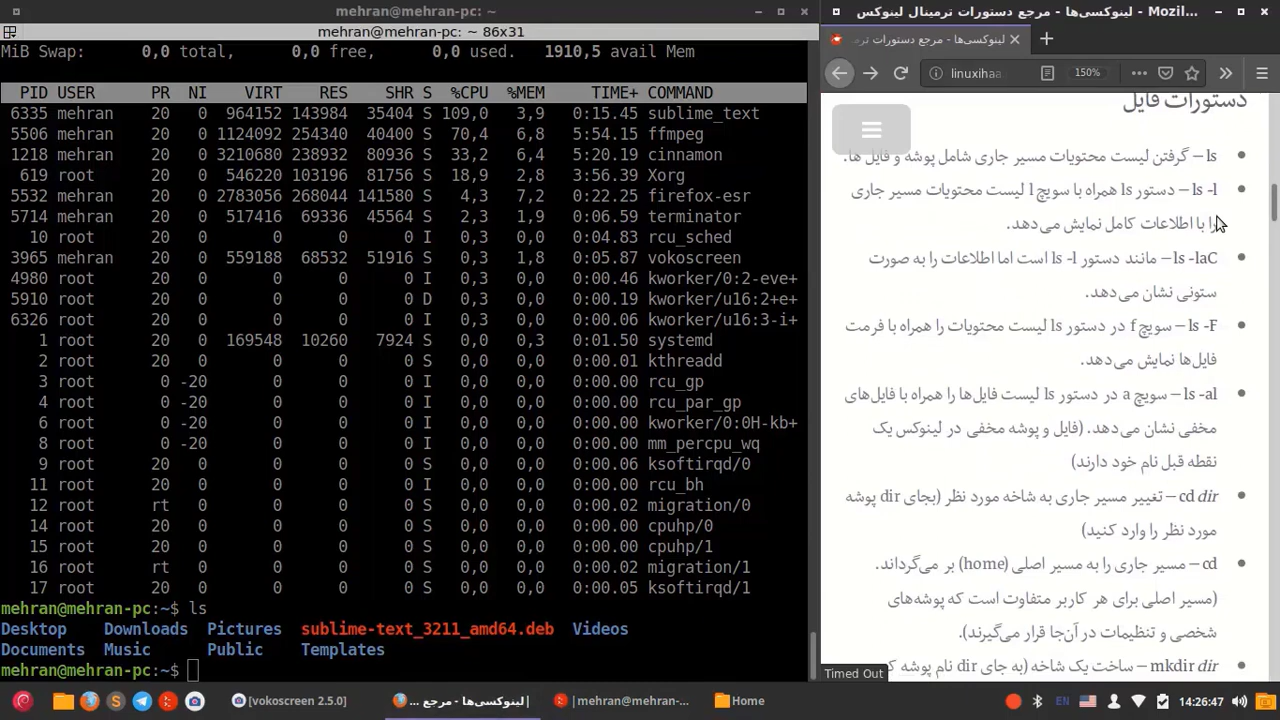 mehran@mehran-pc: ~
mehran@mehran-pc: ~ 86x31
MiB Swap: 0,0 total, 0,0 free, 0,0 used. 1910,5 avail Mem
PID USER PR NI VIRT RES SHR S %CPU %MEM TIME+ COMMAND
6335 mehran 20 0 964152 143984 35404 S 109,0 3,9 0:15.45 sublime_text
5506 mehran 20 0 1124092 254340 40400 S 70,4 6,8 5:54.15 ffmpeg
1218 mehran 20 0 3210680 238932 80936 S 33,2 6,4 5:20.19 cinnamon
619 root 20 0 546220 103196 81756 S 18,9 2,8 3:56.39 Xorg
5532 mehran 20 0 2783056 268044 141580 S 4,3 7,2 0:22.25 firefox-esr
5714 mehran 20 0 517416 69336 45564 S 2,3 1,9 0:06.59 terminator
10 root 20 0 0 0 0 I 0,3 0,0 0:04.83 rcu_sched
3965 mehran 20 0 559188 68532 51916 S 0,3 1,8 0:05.87 vokoscreen
4980 root 20 0 0 0 0 I 0,3 0,0 0:00.46 kworker/0:2-eve+
5910 root 20 0 0 0 0 D 0,3 0,0 0:00.19 kworker/u16:2+e+
6326 root 20 0 0 0 0 I 0,3 0,0 0:00.06 kworker/u16:3-i+
1 root 20 0 169548 10268 7924 S 0,0 0,3 0:01.50 systemd
2 root 20 0 0 0 0 S 0,0 0,0 0:00.01 kthreadd
3 root 0 -20 0 0 0 I 0,0 0,0 0:00.00 rcu_gp
4 root 0 -20 0 0 0 I 0,0 0,0 0:00.00 rcu_par_gp
6 root 0 -20 0 0 0 I 0,0 0,0 0:00.00 kworker/0:0H-kb+
8 root 0 -20 0 0 0 I 0,0 0,0 0:00.00 mm_percpu_wq
9 root 20 0 0 0 0 S 0,0 0,0 0:00.06 ksoftirqd/0
11 root 20 0 0 0 0 I 0,0 0,0 0:00.00 rcu_bh
12 root rt 0 0 0 0 S 0,0 0,0 0:00.02 migration/0
14 root 20 0 0 0 0 S 0,0 0,0 0:00.00 cpuhp/0
15 root 20 0 0 0 0 S 0,0 0,0 0:00.00 cpuhp/1
16 root rt 0 0 0 0 S 0,0 0,0 0:00.02 migration/1
17 root 20 0 0 0 0 S 0,0 0,0 0:00.05 ksoftirqd/1
mehran@mehran-pc:~$ ls
Desktop Downloads Pictures sublime-text_3211_amd64.deb Videos
Documents Music Public Templates
mehran@mehran-pc:~$
لینوکسی‌ها - مرجع دستورات ترمینال لینوکس - Mozil...
لینوکسی‌ها - مرجع دستورات تر
linuxihaa 150%
دستورات فایل
ls – گرفتن لیست محتویات مسیر جاری شامل پوشه و فایل ها.
ls -l – دستور ls همراه با سویچ l لیست محتویات مسیر جاری
را با اطلاعات کامل نمایش می‌دهد.
ls -laC – مانند دستور ls -l است اما اطلاعات را به صورت
ستونی نشان می‌دهد.
ls -F – سویچ f در دستور ls لیست محتویات را همراه با فرمت
فایل‌ها نمایش می‌دهد.
ls -al – سویچ a در دستور ls لیست فایل‌ها را همراه با فایل‌های
مخفی نشان می‌دهد. (فایل و پوشه مخفی در لینوکس یک
نقطه قبل نام خود دارند)
cd dir – تغییر مسیر جاری به شاخه مورد نظر (بجای dir پوشه
مورد نظر را وارد کنید)
cd – مسیر جاری را به مسیر اصلی (home) بر می‌گرداند.
(مسیر اصلی برای هر کاربر متفاوت است که پوشه‌های
شخصی و تنظیمات در آن‌جا قرار می‌گیرند).
mkdir dir – ساخت یک شاخه (به جای dir نام پوشه
Timed Out
[vokoscreen 2.5.0] لینوکسی‌ها - مرجع ... | mehran@mehran-... Home EN 14:26:47